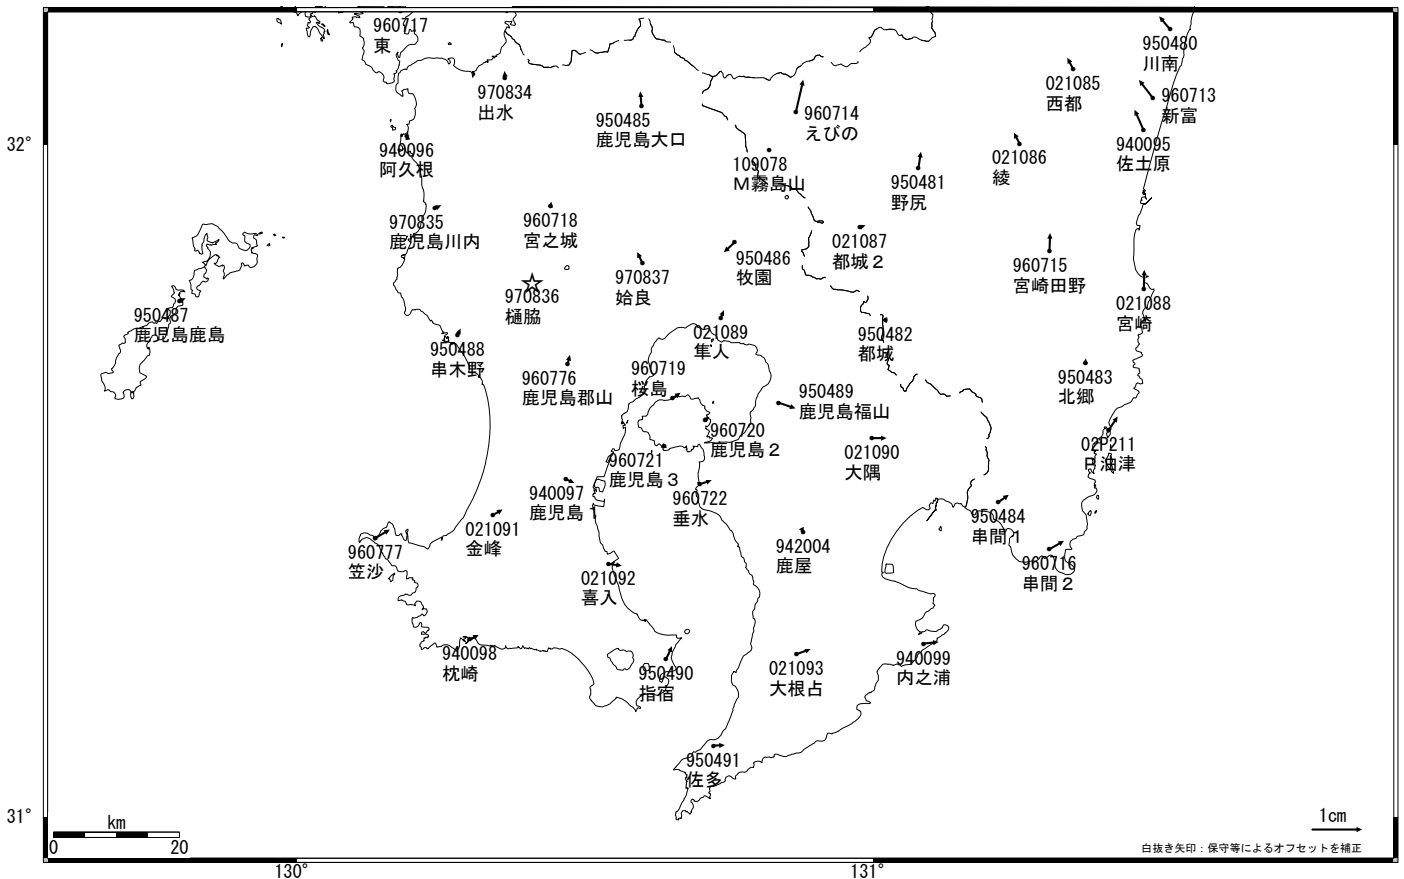 960717
東
950480
川南
970834
出水
021085
西都
960713
新富
950485
鹿児島大口
960714
えびの
32°
940096
阿久根
940095
佐土原
109078
M霧島山
021086
綾
950481
野尻
970835
鹿児島川内
960718
宮之城
021087
都城2
950486
牧園
960715
宮崎田野
970837
姶良
970836
樋脇
021088
宮崎
950487
鹿児島鹿島
021089
隼人
950482
都城
950488
串木野
960776
鹿児島郡山
960719
桜島
950483
北郷
950489
鹿児島福山
960720
鹿児島2
021090
大隅
02P211
P油津
960721
鹿児島3
940097
鹿児島1
960722
垂水
021091
金峰
950484
串間1
960777
笠沙
942004
鹿屋
960716
串間2
021092
喜入
940098
枕崎
950490
指宿
021093
大根占
940099
内之浦
950491
佐多
31°
km
0 20
1cm
白抜き矢印:保守等によるオフセットを補正
130°
131°